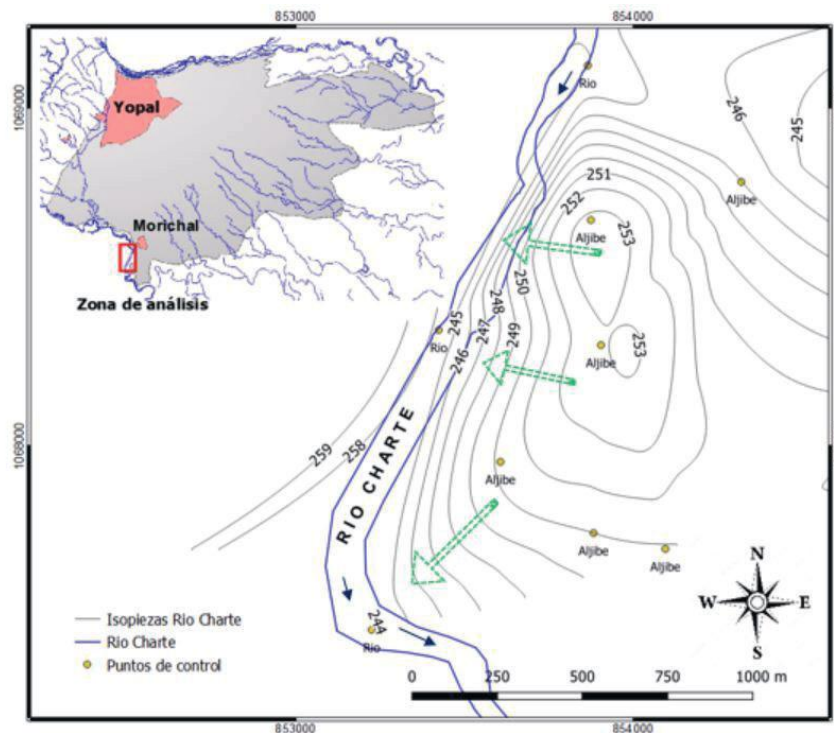 853000
854000
1069000
1068000
Yopal
Morichal
Zona de análisis
Rio
246
245
251
252
253
Aljibe
Aljibe
250
248
245
247
249
246
Rio
253
Aljibe
259
258
RIO CHARTE
Aljibe
Aljibe
Aljibe
244
Rio
N
W
E
S
Isopiezas Rio Charte
Rio Charte
Puntos de control
0 250 500 750 1000 m
853000
854000